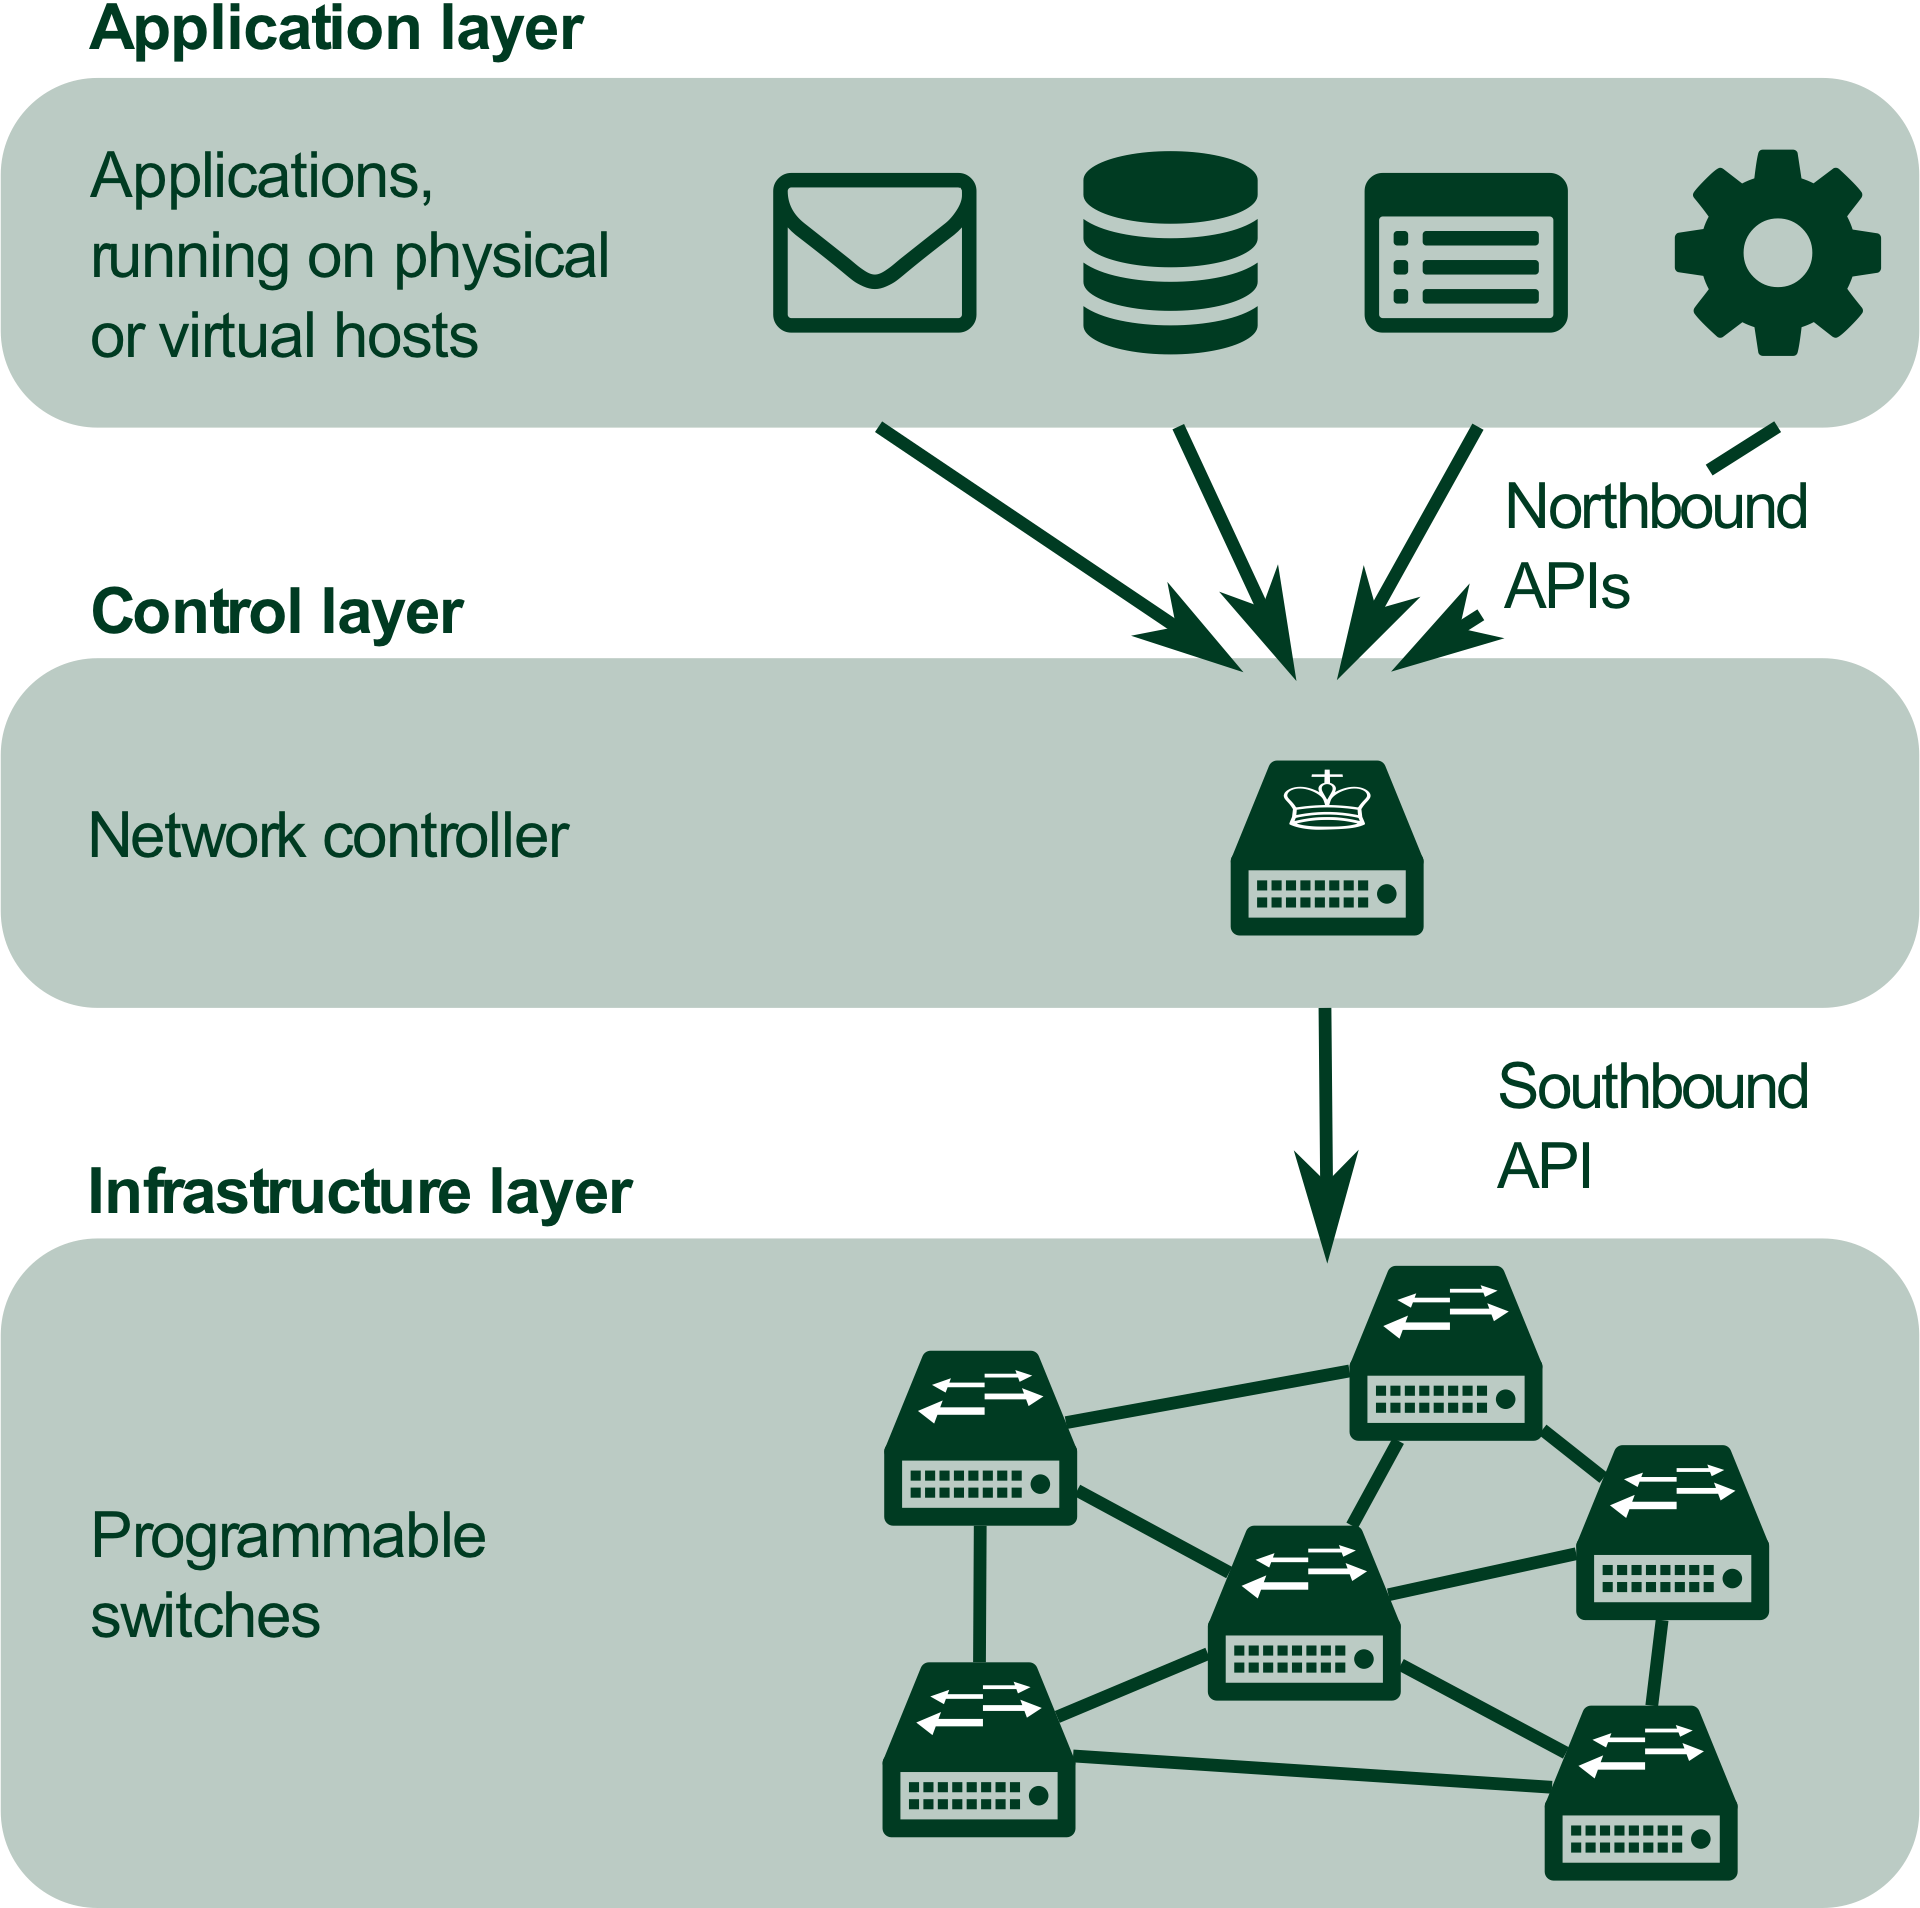 Application layer
Applications,
running on physical
or virtual hosts
Northbound
APIs
Control layer
Network controller
Southbound
API
Infrastructure layer
Programmable
switches